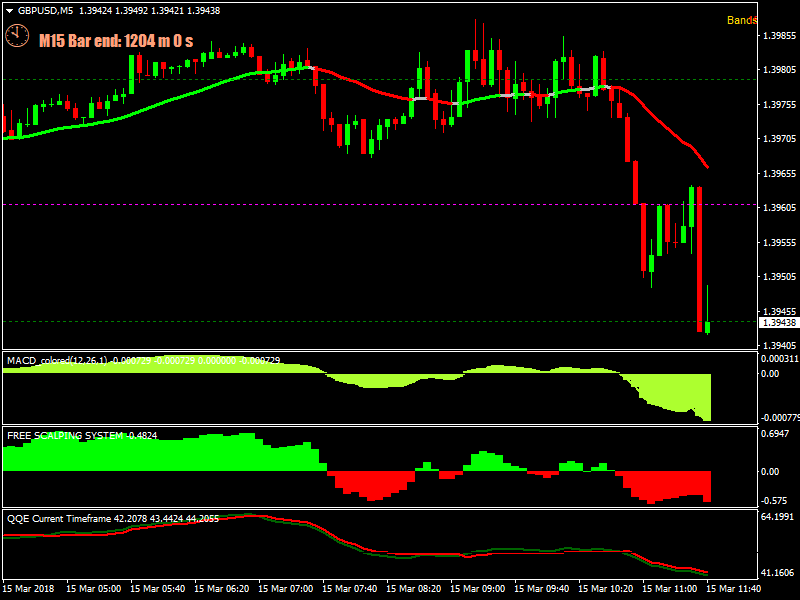 GBPUSD,M5 1.39424 1.39492 1.39421 1.39438
Bands
M15 Bar end: 1204 m 0 s
1.39855
1.39805
1.39755
1.39705
1.39655
1.39605
1.39555
1.39505
1.39455
1.39438
1.39405
MACD_colored(12,26,1) -0.000729 -0.000729 0.000000 -0.000729
0.000311
0.00
-0.000775
FREE SCALPING SYSTEM -0.4824
0.6947
0.00
-0.575
QQE Current Timeframe 42.2078 43.4424 44.2055
64.1991
41.1606
15 Mar 2018 15 Mar 05:00 15 Mar 05:40 15 Mar 06:20 15 Mar 07:00 15 Mar 07:40 15 Mar 08:20 15 Mar 09:00 15 Mar 09:40 15 Mar 10:20 15 Mar 11:00 15 Mar 11:40